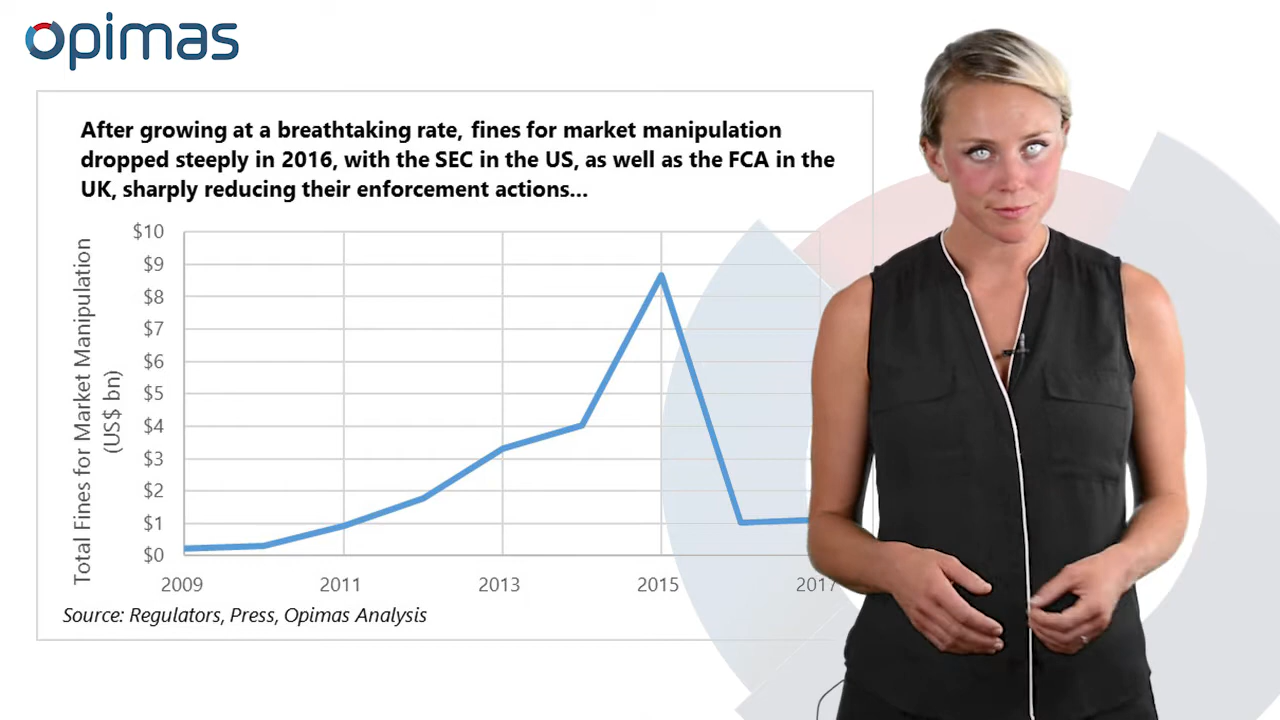 opimas
After growing at a breathtaking rate, fines for market manipulation
dropped steeply in 2016, with the SEC in the US, as well as the FCA in the
UK, sharply reducing their enforcement actions...
Total Fines for Market Manipulation
(US$ bn)
$10
$9
$8
$7
$6
$5
$4
$3
$2
$1
$0
2009 2011 2013 2015 2017
Source: Regulators, Press, Opimas Analysis